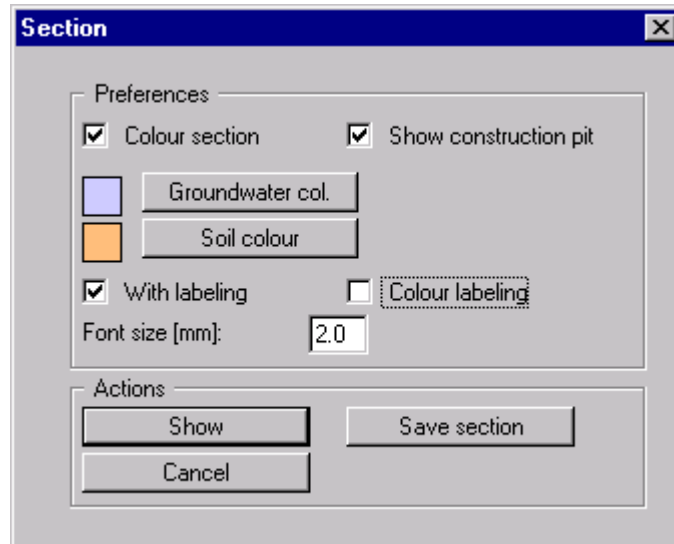 Section
Preferences
Colour section Show construction pit
Groundwater col.
Soil colour
With labeling Colour labeling
Font size [mm]: 2.0
Actions
Show Save section
Cancel